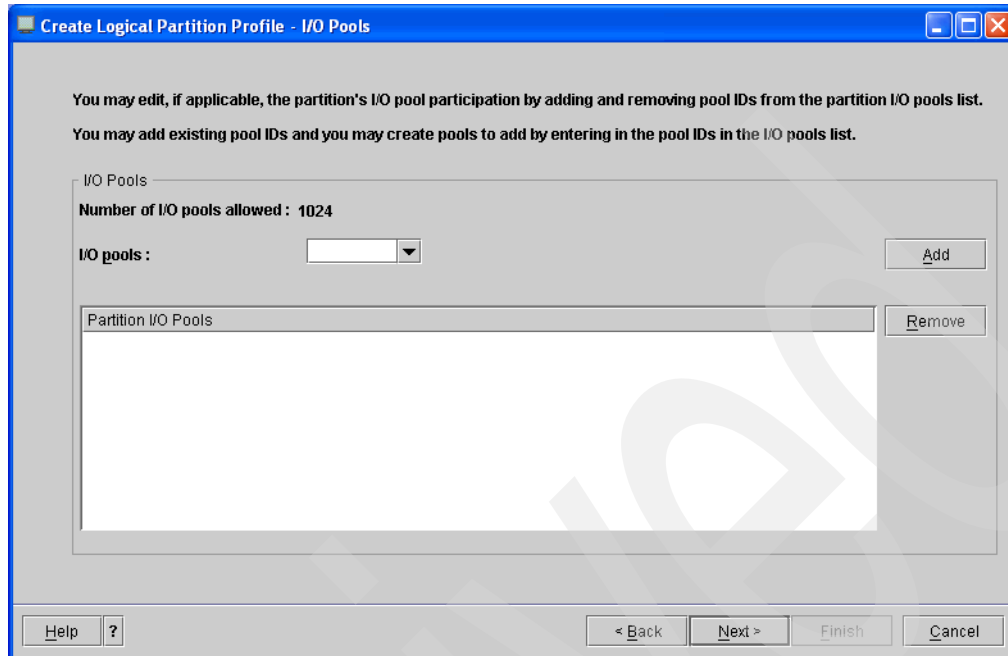 Create Logical Partition Profile - I/O Pools
You may edit, if applicable, the partition's I/O pool participation by adding and removing pool IDs from the partition I/O pools list.
You may add existing pool IDs and you may create pools to add by entering in the pool IDs in the I/O pools list.
I/O Pools
Number of I/O pools allowed : 1024
I/O pools :
Add
Partition I/O Pools
Remove
Help ? < Back Next > Finish Cancel